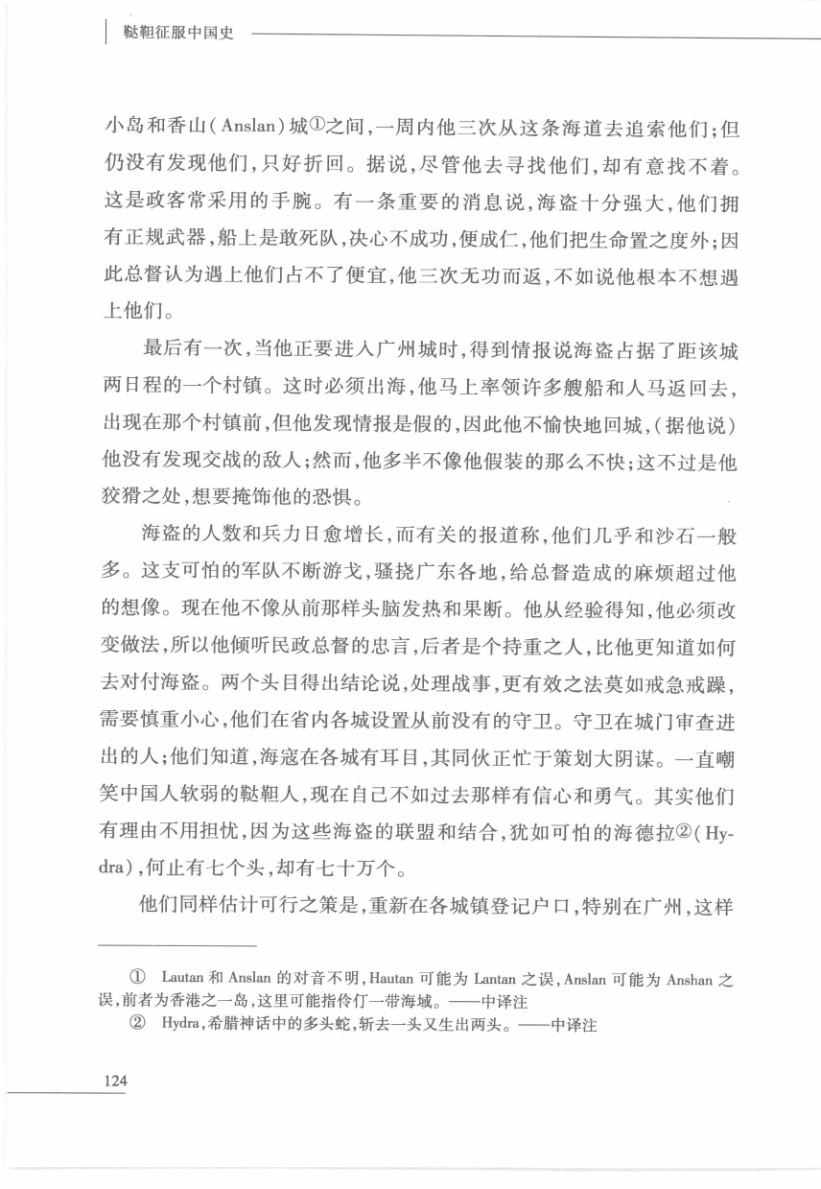 鞑靼征服中国史
小岛和香山(Anslan)城①之间,一周内他三次从这条海道去追索他们;但
仍没有发现他们,只好折回。据说,尽管他去寻找他们,却有意找不着。
这是政客常采用的手腕。有一条重要的消息说,海盗十分强大,他们拥
有正规武器,船上是敢死队,决心不成功,便成仁,他们把生命置之度外;因
此总督认为遇上他们占不了便宜,他三次无功而返,不如说他根本不想遇
上他们。
最后有一次,当他正要进入广州城时,得到情报说海盗占据了距该城
两日程的一个村镇。这时必须出海,他马上率领许多艘船和人马返回去,
出现在那个村镇前,但他发现情报是假的,因此他不愉快地回城,(据他说)
他没有发现交战的敌人;然而,他多半不像他假装的那么不快;这不过是他
狡猾之处,想要掩饰他的恐惧。
海盗的人数和兵力日愈增长,而有关的报道称,他们几乎和沙石一般
多。这支可怕的军队不断游戈,骚挠广东各地,给总督造成的麻烦超过他
的想像。现在他不像从前那样头脑发热和果断。他从经验得知,他必须改
变做法,所以他倾听民政总督的忠言,后者是个持重之人,比他更知道如何
去对付海盗。两个头目得出结论说,处理战事,更有效之法莫如戒急戒躁,
需要慎重小心,他们在省内各城设置从前没有的守卫。守卫在城门审查进
出的人;他们知道,海寇在各城有耳目,其同伙正忙于策划大阴谋。一直嘲
笑中国人软弱的鞑靼人,现在自己不如过去那样有信心和勇气。其实他们
有理由不用担忧,因为这些海盗的联盟和结合,犹如可怕的海德拉②(Hy-
dra),何止有七个头,却有七十万个。
他们同样估计可行之策是,重新在各城镇登记户口,特别在广州,这样
① Lautan 和 Anslan 的对音不明,Hautan 可能为 Lantan 之误,Anslan 可能为 Anshan 之
误,前者为香港之一岛,这里可能指伶仃一带海域。——中译注
② Hydra,希腊神话中的多头蛇,斩去一头又生出两头。——中译注
124